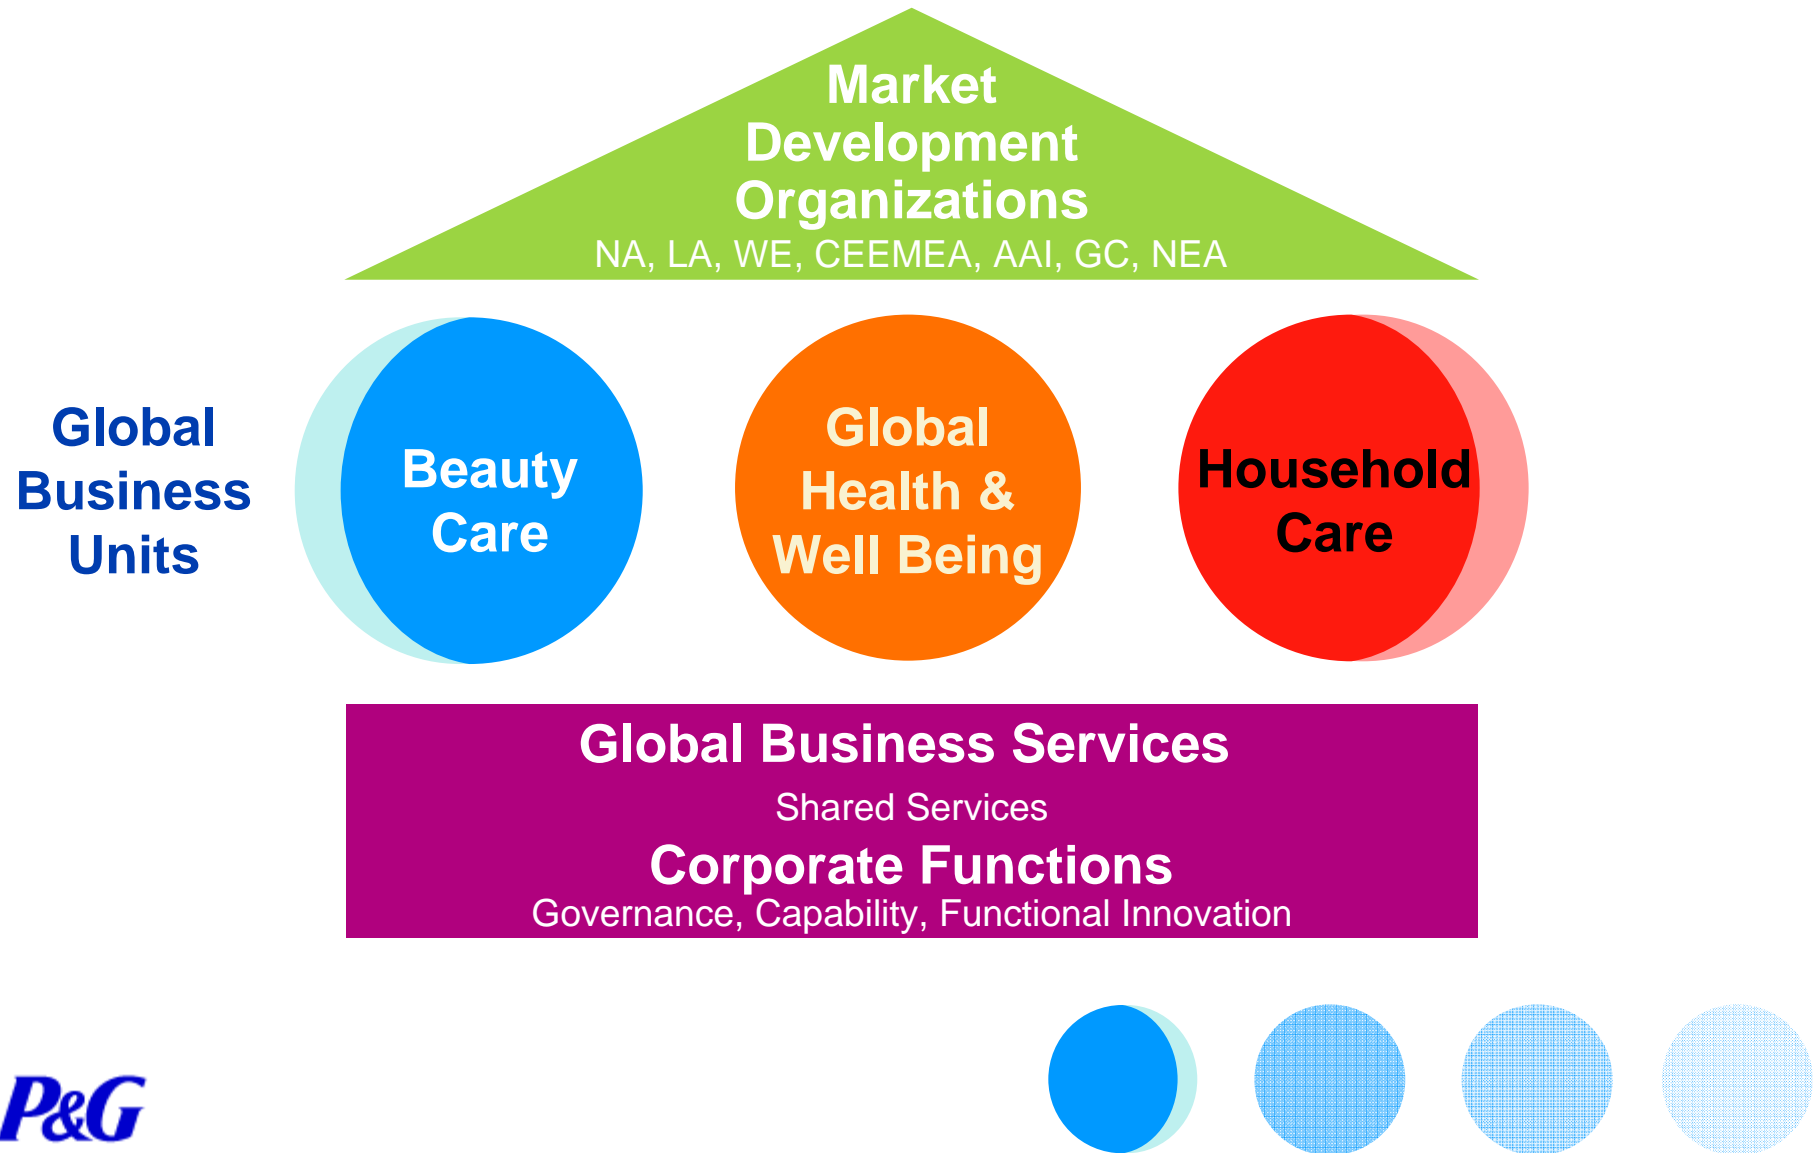 Market
Development
Organizations
NA, LA, WE, CEEMEA, AAI, GC, NEA
Global
Business
Units
Beauty
Care
Global
Health &
Well Being
Household
Care
Global Business Services
Shared Services
Corporate Functions
Governance, Capability, Functional Innovation
P&G